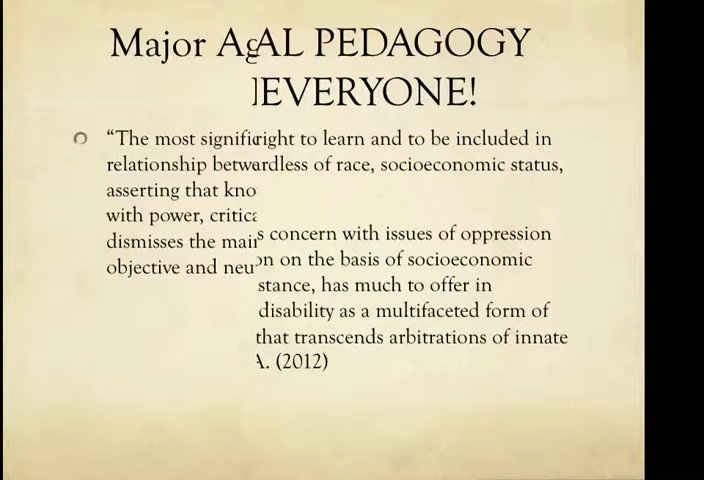 Major AgAL PEDAGOGY
EVERYONE!
“The most signifiright to learn and to be included in
relationship betwardless of race, socioeconomic status,
asserting that kno
with power, critica
dismisses the main
objective and neu
s concern with issues of oppression
on on the basis of socioeconomic
stance, has much to offer in
disability as a multifaceted form of
that transcends arbitrations of innate
A. (2012)